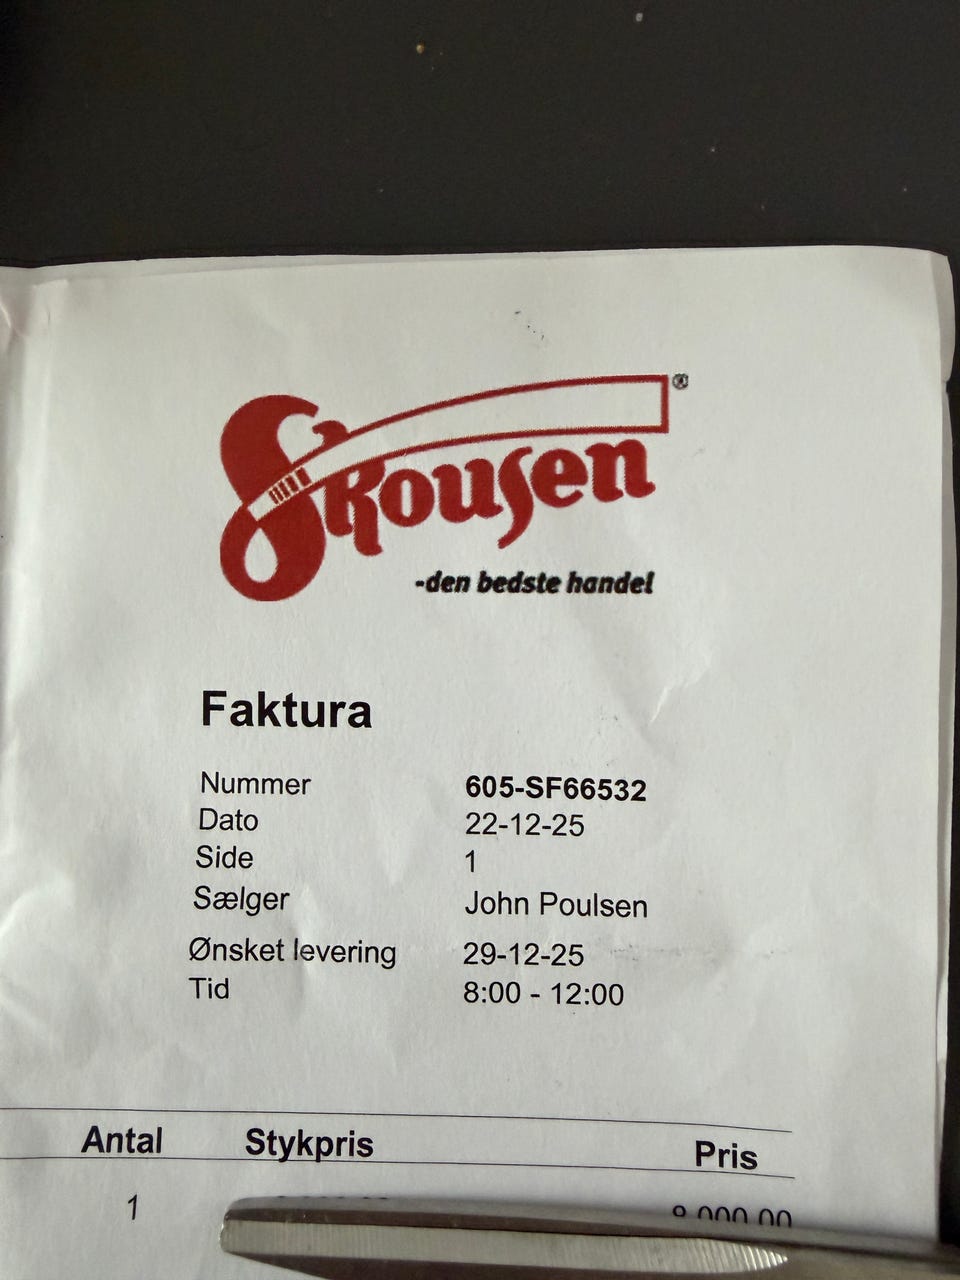 Skousen ®
-den bedste handel
Faktura
Nummer 605-SF66532
Dato 22-12-25
Side 1
Sælger John Poulsen
Ønsket levering 29-12-25
Tid 8:00 - 12:00
Antal Stykpris Pris
1